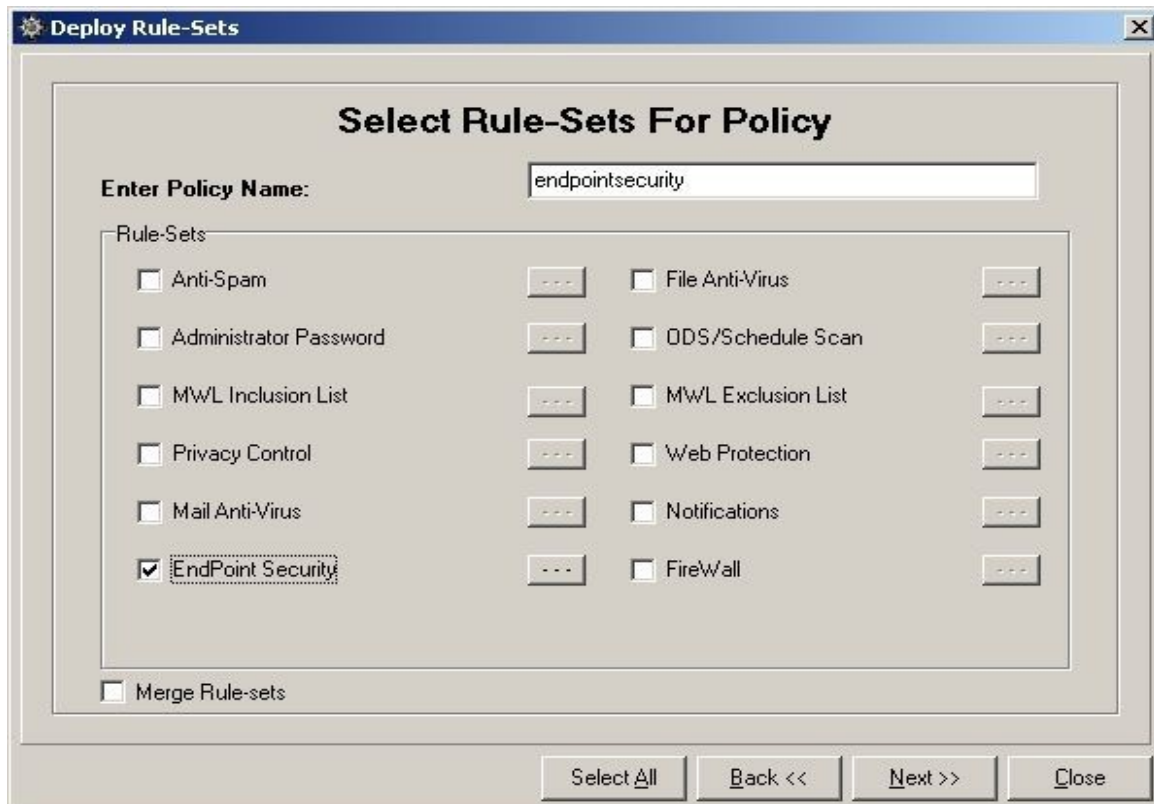 Deploy Rule-Sets
Select Rule-Sets For Policy
Enter Policy Name: endpointsecurity
Rule-Sets
Anti-Spam --- File Anti-Virus ---
Administrator Password --- ODS/Schedule Scan ---
MWL Inclusion List --- MWL Exclusion List ---
Privacy Control --- Web Protection ---
Mail Anti-Virus --- Notifications ---
EndPoint Security --- FireWall ---
Merge Rule-sets
Select All Back << Next >> Close